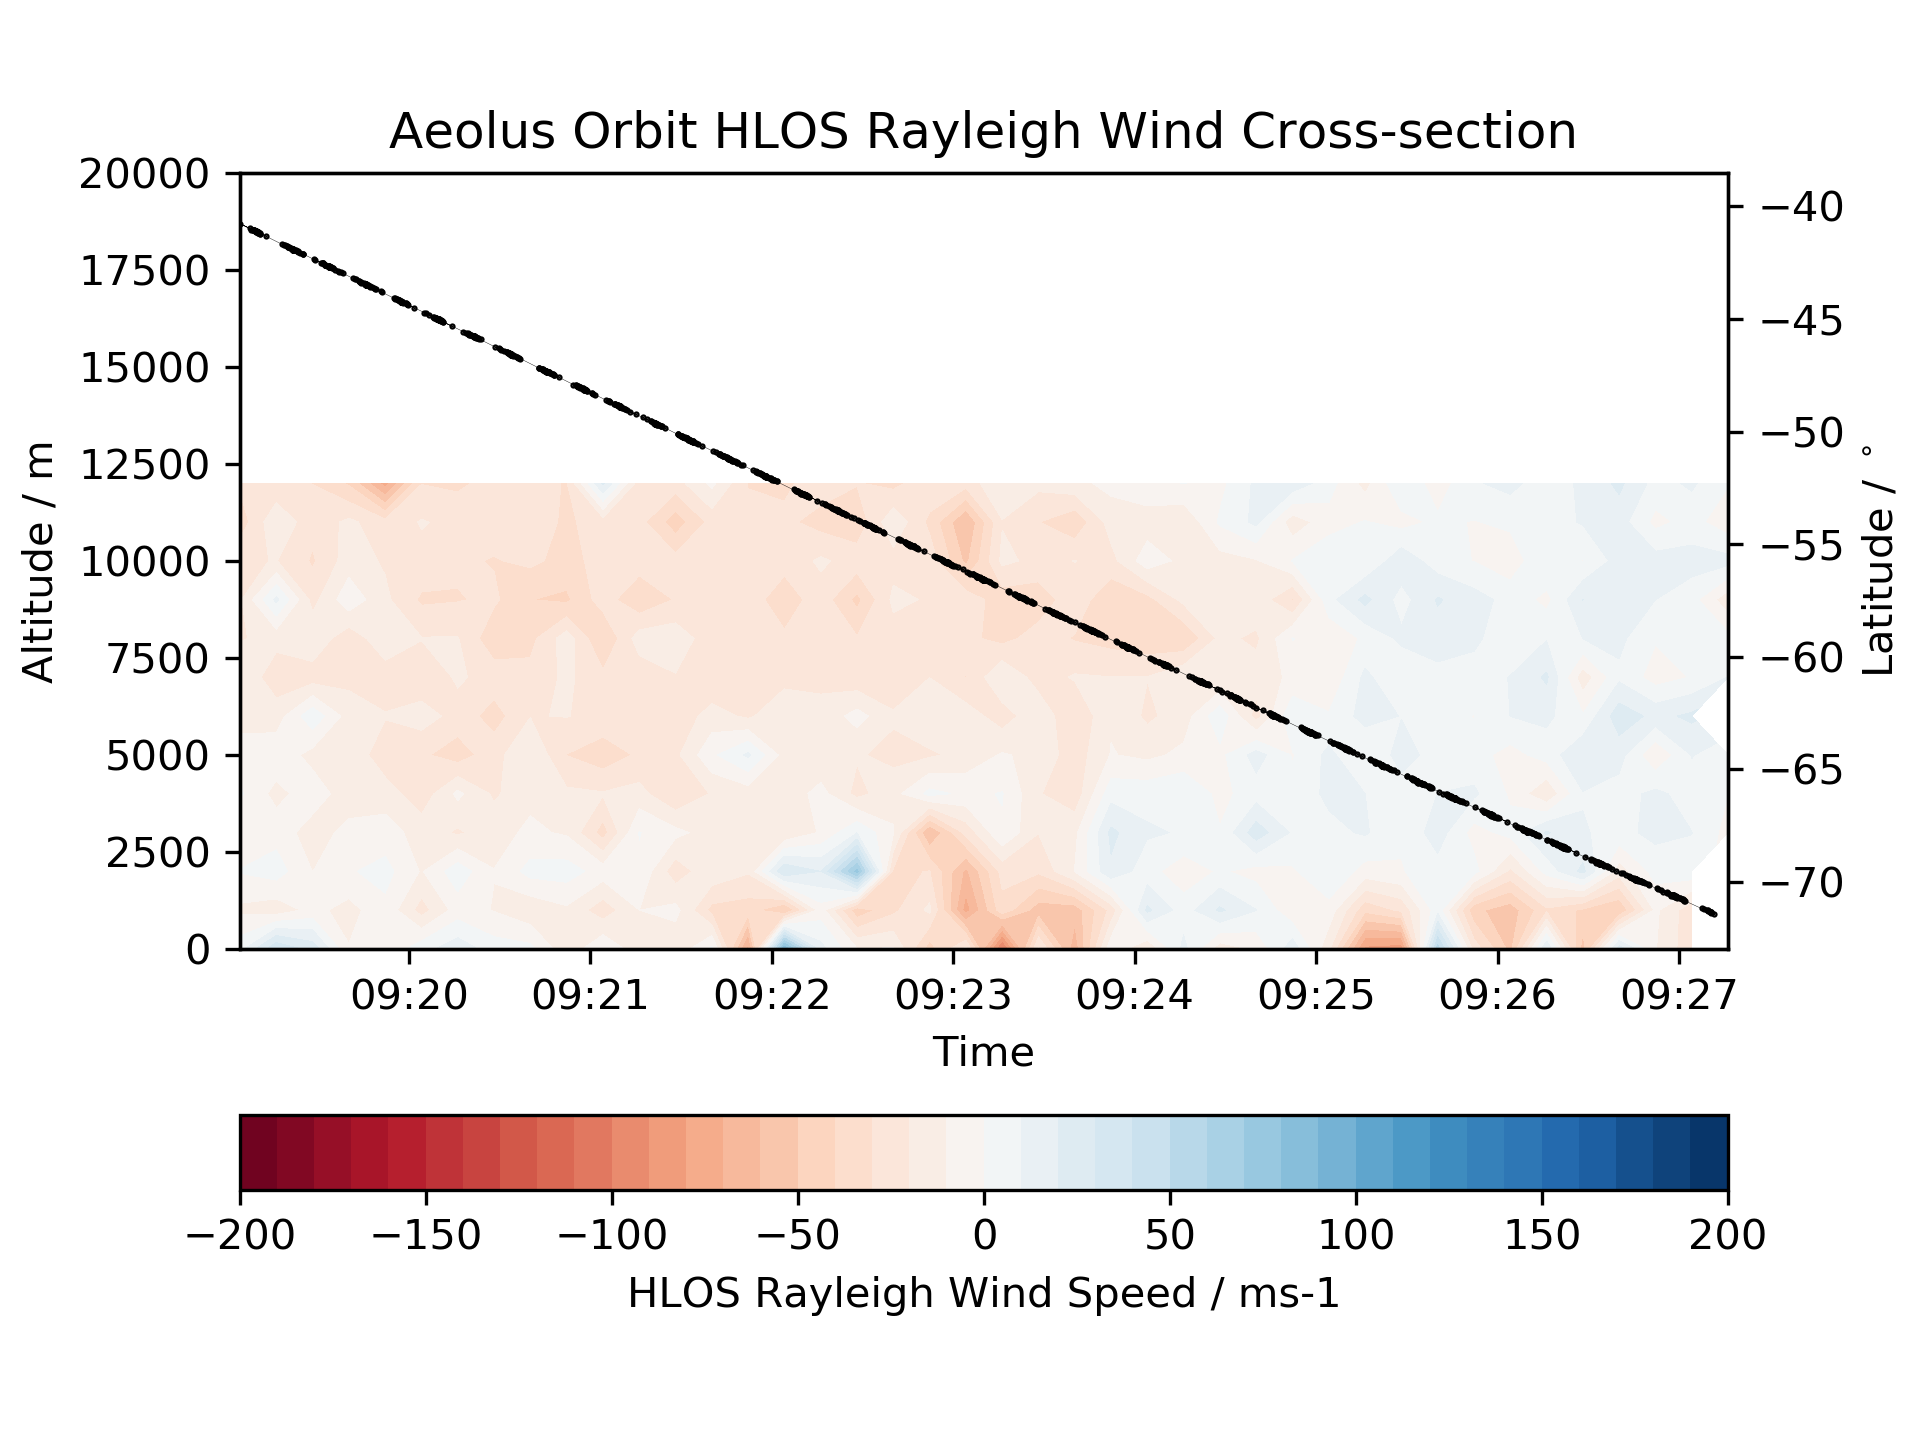 Aeolus Orbit HLOS Rayleigh Wind Cross-section
20000
17500
15000
12500
10000
7500
5000
2500
0
Altitude / m
−40
−45
−50
−55
−60
−65
−70
Latitude / °
09:20 09:21 09:22 09:23 09:24 09:25 09:26 09:27
Time
−200 −150 −100 −50 0 50 100 150 200
HLOS Rayleigh Wind Speed / ms-1